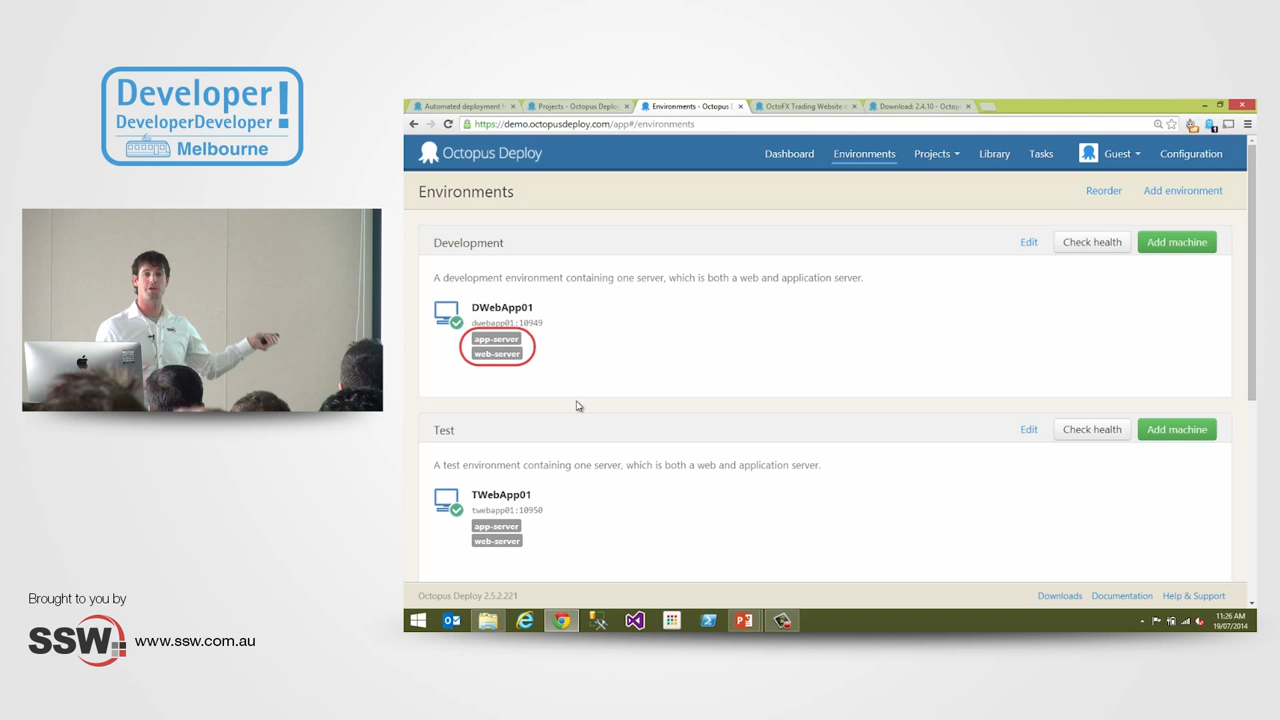 Developer!
DeveloperDeveloper
Melbourne
Automated deployment
Projects - Octopus Deploy
Environments - Octopus
OctoFX Trading Website
Download: 2.4.10 - Octopus
https://demo.octopusdeploy.com/app#/environments
Octopus Deploy
Dashboard
Environments
Projects
Library
Tasks
Guest
Configuration
Environments
Reorder
Add environment
Development
Edit
Check health
Add machine
A development environment containing one server, which is both a web and application server.
DWebApp01
dwebapp01:10949
app-server
web-server
Test
Edit
Check health
Add machine
A test environment containing one server, which is both a web and application server.
TWebApp01
twebapp01:10950
app-server
web-server
Octopus Deploy 2.5.2.221
Downloads
Documentation
Help & Support
11:26 AM
19/07/2014
Brought to you by
SSW
www.ssw.com.au